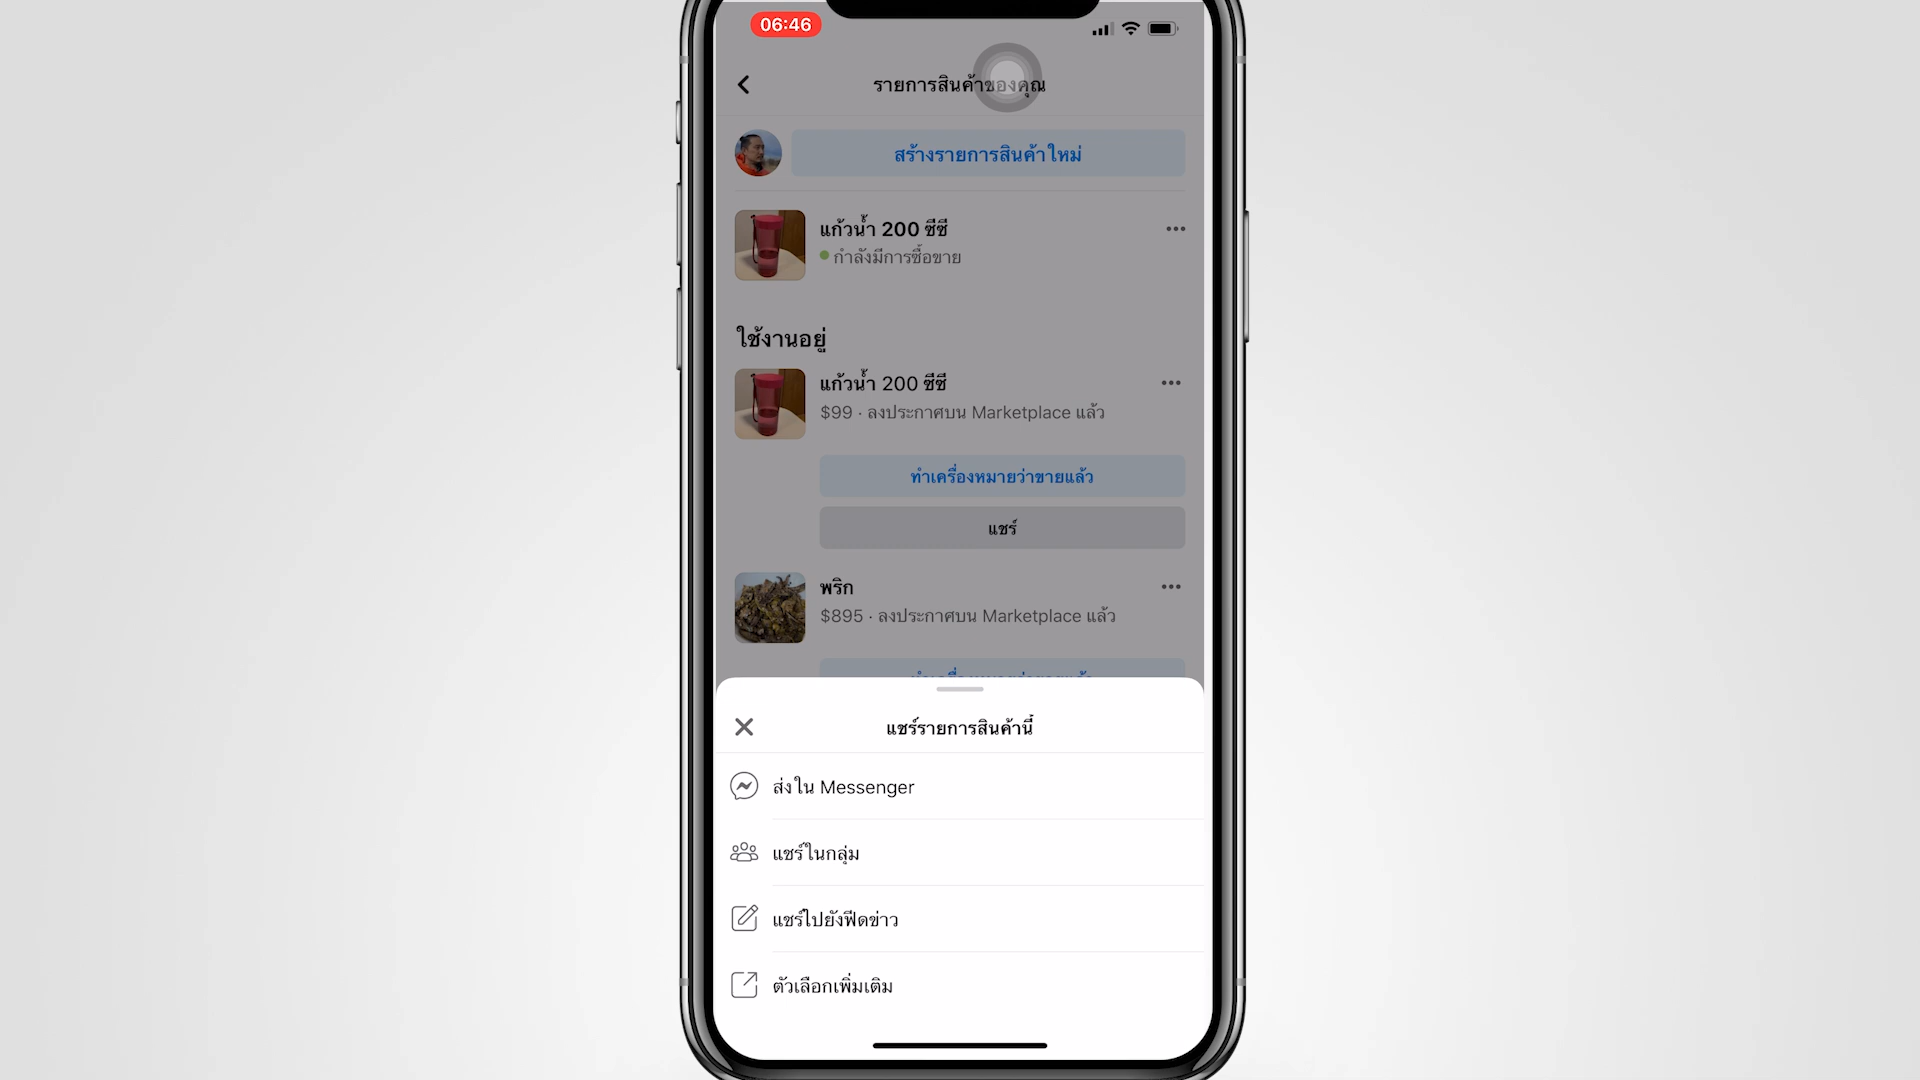 06:46
รายการสินค้าของคุณ
สร้างรายการสินค้าใหม่
แก้วน้ำ 200 ซีซี
กำลังมีการซื้อขาย
ใช้งานอยู่
แก้วน้ำ 200 ซีซี
$99 · ลงประกาศบน Marketplace แล้ว
ทำเครื่องหมายว่าขายแล้ว
แชร์
พริก
$895 · ลงประกาศบน Marketplace แล้ว
แชร์รายการสินค้านี้
ส่งใน Messenger
แชร์ในกลุ่ม
แชร์ไปยังฟีดข่าว
ตัวเลือกเพิ่มเติม